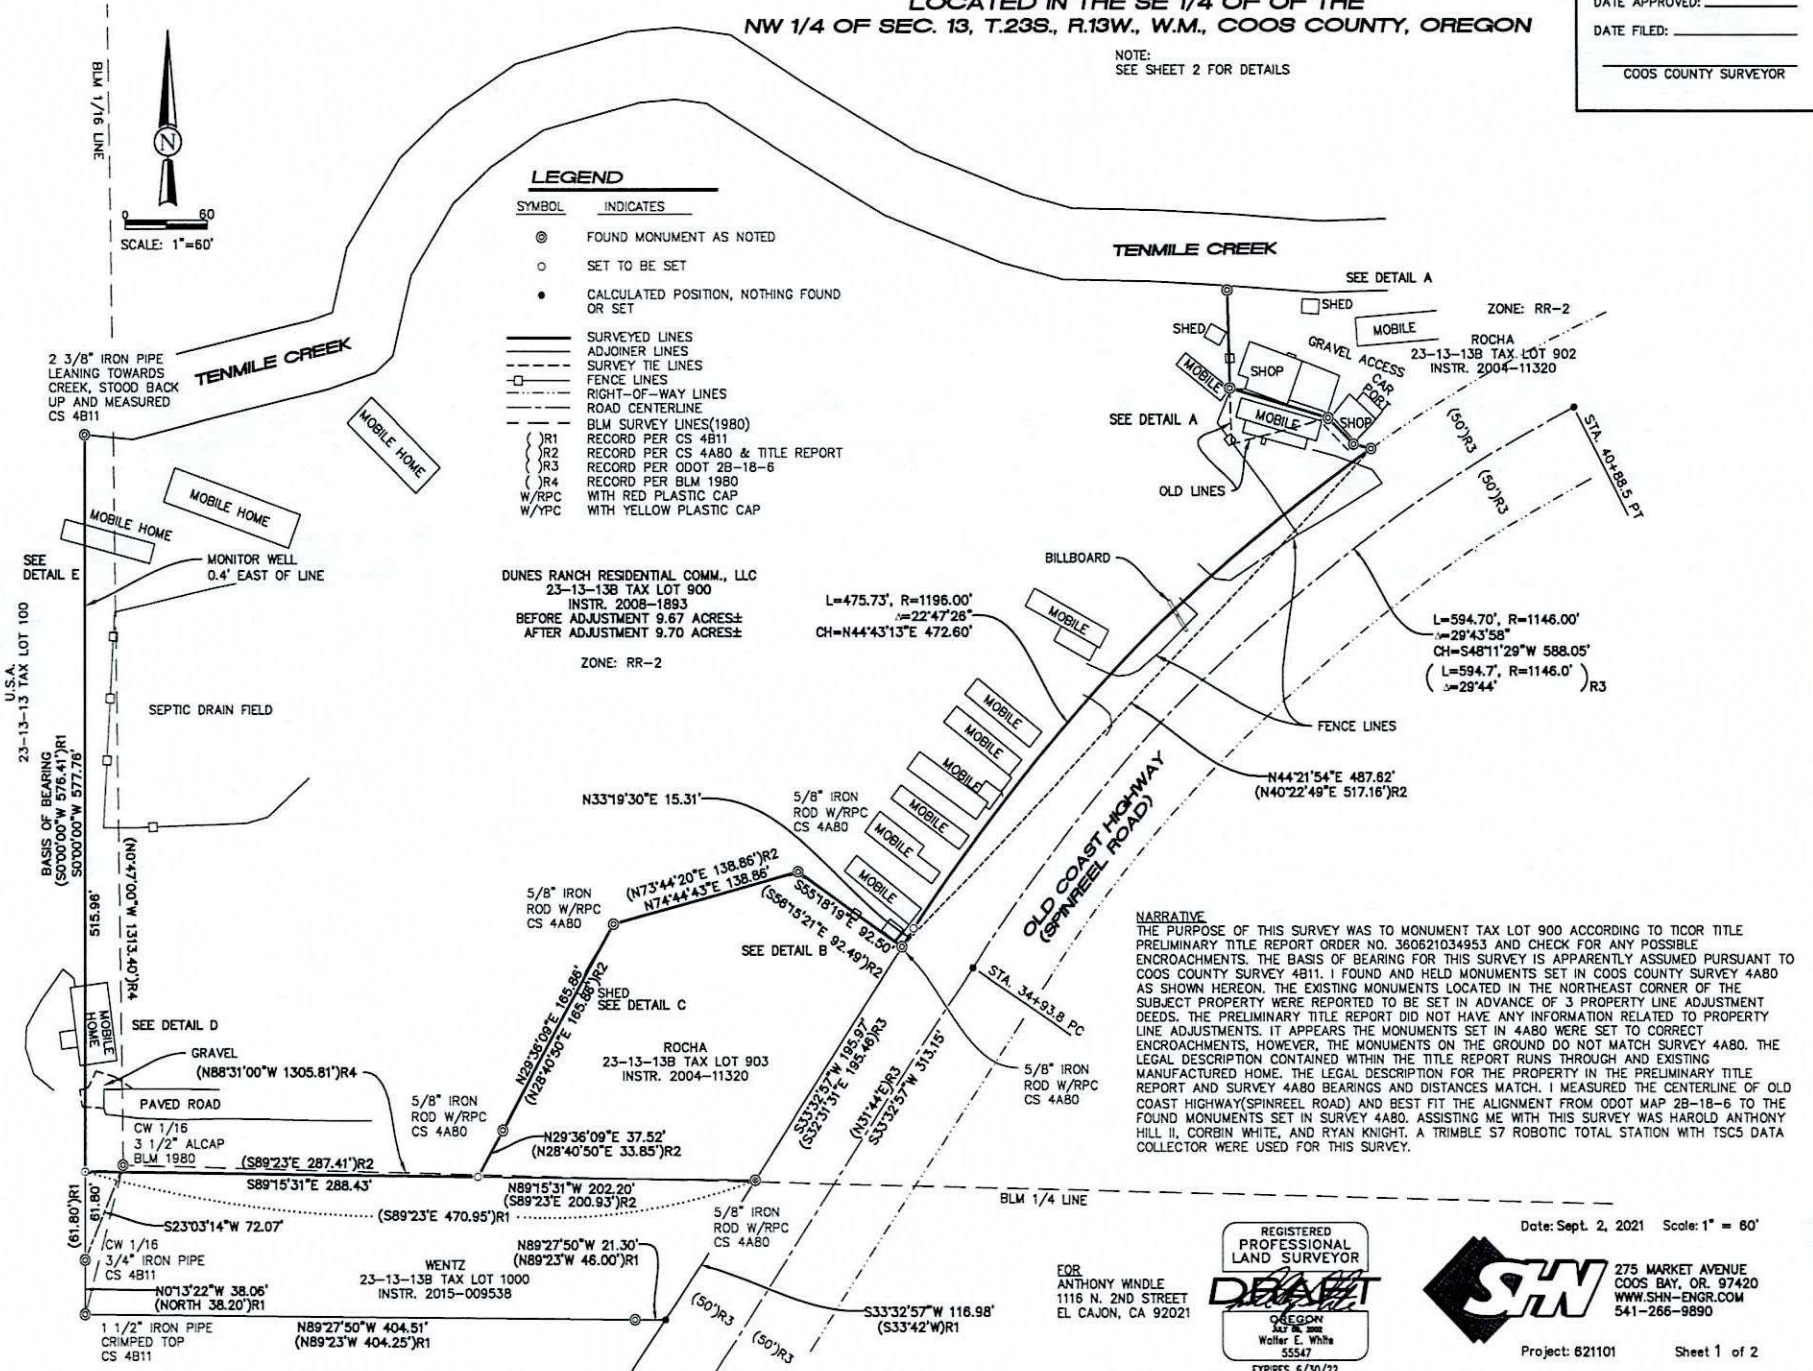 LOCATED IN THE SE 1/4 OF OF THE
NW 1/4 OF SEC. 13, T.23S., R.13W., W.M., COOS COUNTY, OREGON
NOTE:
SEE SHEET 2 FOR DETAILS
DATE APPROVED:
DATE FILED:
COOS COUNTY SURVEYOR
BLM 1/16 LINE
N
0 60
SCALE: 1"=60'
LEGEND
SYMBOL INDICATES
FOUND MONUMENT AS NOTED
SET TO BE SET
CALCULATED POSITION, NOTHING FOUND
OR SET
SURVEYED LINES
ADJOINER LINES
SURVEY TIE LINES
FENCE LINES
RIGHT-OF-WAY LINES
ROAD CENTERLINE
BLM SURVEY LINES(1980)
( )R1 RECORD PER CS 4B11
( )R2 RECORD PER CS 4A80 & TITLE REPORT
( )R3 RECORD PER ODOT 2B-18-6
( )R4 RECORD PER BLM 1980
W/RPC WITH RED PLASTIC CAP
W/YPC WITH YELLOW PLASTIC CAP
TENMILE CREEK
SEE DETAIL A
SHED
ZONE: RR-2
SHED
MOBILE
ROCHA
23-13-13B TAX LOT 902
INSTR. 2004-11320
GRAVEL ACCESS
MOBILE
SHOP
CAR
PORT
MOBILE
SHOP
SEE DETAIL A
OLD LINES
(50')R3
(50')R3
STA. 40+88.5 PT
2 3/8" IRON PIPE
LEANING TOWARDS
CREEK, STOOD BACK
UP AND MEASURED
CS 4B11
TENMILE CREEK
MOBILE HOME
MOBILE HOME
MOBILE HOME
SEE
DETAIL E
MONITOR WELL
0.4' EAST OF LINE
U.S.A.
23-13-13 TAX LOT 100
DUNES RANCH RESIDENTIAL COMM., LLC
23-13-13B TAX LOT 900
INSTR. 2008-1893
BEFORE ADJUSTMENT 9.67 ACRES±
AFTER ADJUSTMENT 9.70 ACRES±
ZONE: RR-2
BILLBOARD
L=475.73', R=1196.00'
Δ=22°47'26"
CH=N44°43'13"E 472.60'
MOBILE
L=594.70', R=1146.00'
Δ=29°43'58"
CH=S48°11'29"W 588.05'
( L=594.7', R=1146.0'
Δ=29°44' )R3
FENCE LINES
SEPTIC DRAIN FIELD
MOBILE
MOBILE
MOBILE
MOBILE
MOBILE
MOBILE
N44°21'54"E 487.62'
(N40°22'49"E 517.16')R2
OLD COAST HIGHWAY
(SPINREEL ROAD)
BASIS OF BEARING
(S0°00'00"W 576.41')R1
S0°00'00"W 577.76'
515.96'
(N0°47'00"W 1313.40')R4
N33°19'30"E 15.31'
5/8" IRON
ROD W/RPC
CS 4A80
(N73°44'20"E 138.86')R2
N74°44'43"E 138.86'
5/8" IRON
ROD W/RPC
CS 4A80
S55°18'19"E 92.50'
(S56°15'21"E 92.49')R2
SEE DETAIL B
N29°36'09"E 165.86'
(N28°40'50"E 165.88')R2
SHED
SEE DETAIL C
ROCHA
23-13-13B TAX LOT 903
INSTR. 2004-11320
STA. 34+93.8 PC
5/8" IRON
ROD W/RPC
CS 4A80
S33°32'57"W 195.97'
(S32°31'31"E 195.46')R3
(N31°44'E)R3
S33°32'57"W 313.15'
MOBILE
HOME
SEE DETAIL D
GRAVEL
(N88°31'00"W 1305.81')R4
PAVED ROAD
5/8" IRON
ROD W/RPC
CS 4A80
N29°36'09"E 37.52'
(N28°40'50"E 33.85')R2
CW 1/16
3 1/2" ALCAP
BLM 1980
(S89°23'E 287.41')R2
S89°15'31"E 288.43'
N89°15'31"W 202.20'
(S89°23'E 200.93')R2
(S89°23'E 470.95')R1
BLM 1/4 LINE
(61.80')R1
61.80'
S23°03'14"W 72.07'
CW 1/16
3/4" IRON PIPE
CS 4B11
N0°13'22"W 38.06'
(NORTH 38.20')R1
1 1/2" IRON PIPE
CRIMPED TOP
CS 4B11
N89°27'50"W 404.51'
(N89°23'W 404.25')R1
WENTZ
23-13-13B TAX LOT 1000
INSTR. 2015-009538
N89°27'50"W 21.30'
(N89°23'W 46.00')R1
5/8" IRON
ROD W/RPC
CS 4A80
(50')R3
(50')R3
S33°32'57"W 116.98'
(S33°42'W)R1
NARRATIVE
THE PURPOSE OF THIS SURVEY WAS TO MONUMENT TAX LOT 900 ACCORDING TO TICOR TITLE
PRELIMINARY TITLE REPORT ORDER NO. 360621034953 AND CHECK FOR ANY POSSIBLE
ENCROACHMENTS. THE BASIS OF BEARING FOR THIS SURVEY IS APPARENTLY ASSUMED PURSUANT TO
COOS COUNTY SURVEY 4B11. I FOUND AND HELD MONUMENTS SET IN COOS COUNTY SURVEY 4A80
AS SHOWN HEREON. THE EXISTING MONUMENTS LOCATED IN THE NORTHEAST CORNER OF THE
SUBJECT PROPERTY WERE REPORTED TO BE SET IN ADVANCE OF 3 PROPERTY LINE ADJUSTMENT
DEEDS. THE PRELIMINARY TITLE REPORT DID NOT HAVE ANY INFORMATION RELATED TO PROPERTY
LINE ADJUSTMENTS. IT APPEARS THE MONUMENTS SET IN 4A80 WERE SET TO CORRECT
ENCROACHMENTS, HOWEVER, THE MONUMENTS ON THE GROUND DO NOT MATCH SURVEY 4A80. THE
LEGAL DESCRIPTION CONTAINED WITHIN THE TITLE REPORT RUNS THROUGH AND EXISTING
MANUFACTURED HOME. THE LEGAL DESCRIPTION FOR THE PROPERTY IN THE PRELIMINARY TITLE
REPORT AND SURVEY 4A80 BEARINGS AND DISTANCES MATCH. I MEASURED THE CENTERLINE OF OLD
COAST HIGHWAY(SPINREEL ROAD) AND BEST FIT THE ALIGNMENT FROM ODOT MAP 2B-18-6 TO THE
FOUND MONUMENTS SET IN SURVEY 4A80. ASSISTING ME WITH THIS SURVEY WAS HAROLD ANTHONY
HILL II, CORBIN WHITE, AND RYAN KNIGHT. A TRIMBLE S7 ROBOTIC TOTAL STATION WITH TSC5 DATA
COLLECTOR WERE USED FOR THIS SURVEY.
FOR
ANTHONY WINDLE
1116 N. 2ND STREET
EL CAJON, CA 92021
REGISTERED
PROFESSIONAL
LAND SURVEYOR
DRAFT
OREGON
Walter E. White
55547
EXPIRES 6/30/22
Date: Sept. 2, 2021 Scale: 1" = 60'
SHN
275 MARKET AVENUE
COOS BAY, OR. 97420
WWW.SHN-ENGR.COM
541-266-9890
Project: 621101 Sheet 1 of 2